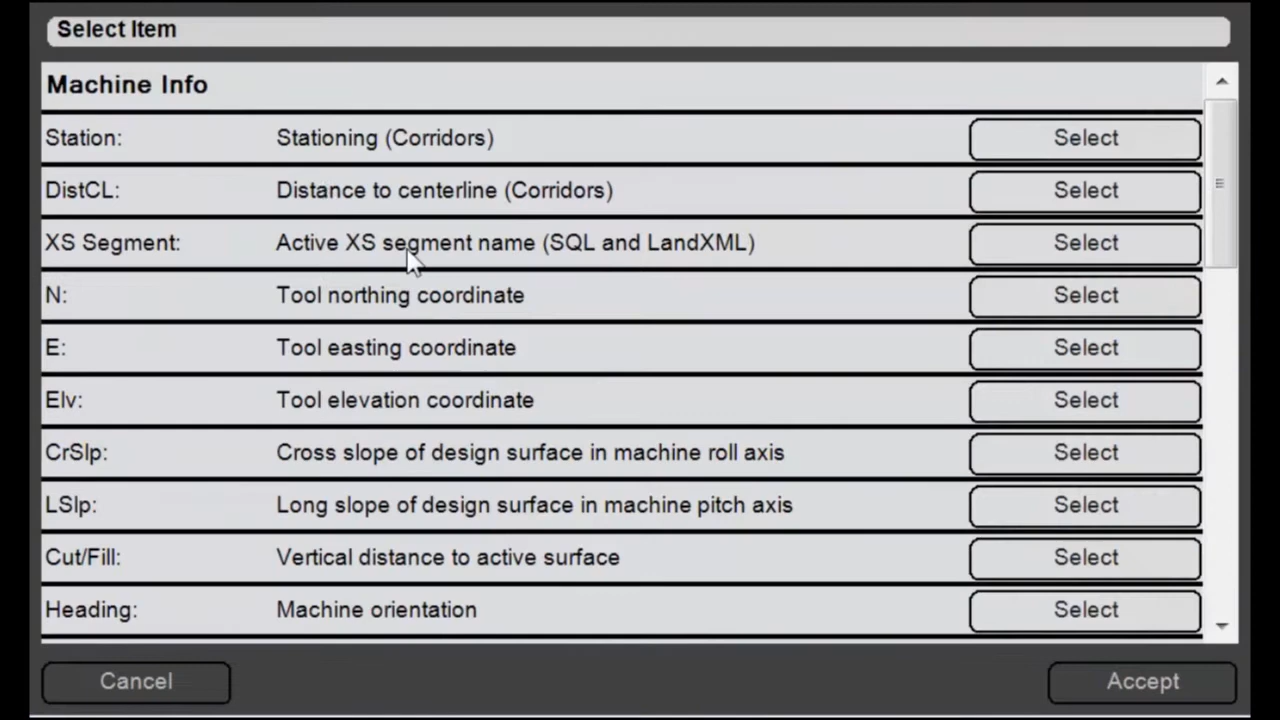 Select Item
Machine Info
Station: Stationing (Corridors) Select
DistCL: Distance to centerline (Corridors) Select
XS Segment: Active XS segment name (SQL and LandXML) Select
N: Tool northing coordinate Select
E: Tool easting coordinate Select
Elv: Tool elevation coordinate Select
CrSlp: Cross slope of design surface in machine roll axis Select
LSlp: Long slope of design surface in machine pitch axis Select
Cut/Fill: Vertical distance to active surface Select
Heading: Machine orientation Select
Cancel Accept